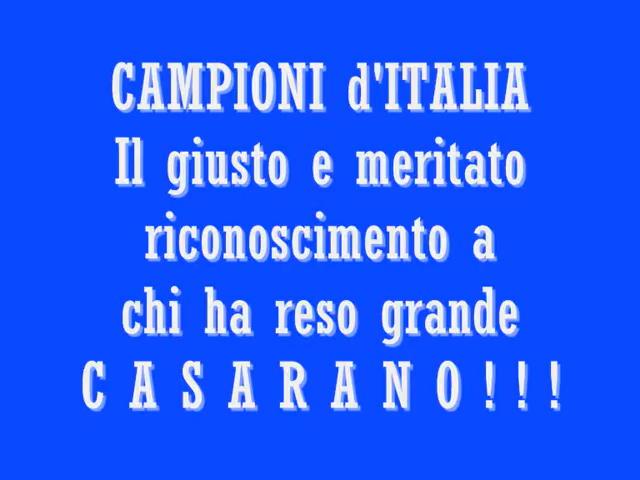 CAMPIONI d'ITALIA
Il giusto e meritato
riconoscimento a
chi ha reso grande
C A S A R A N O ! ! !